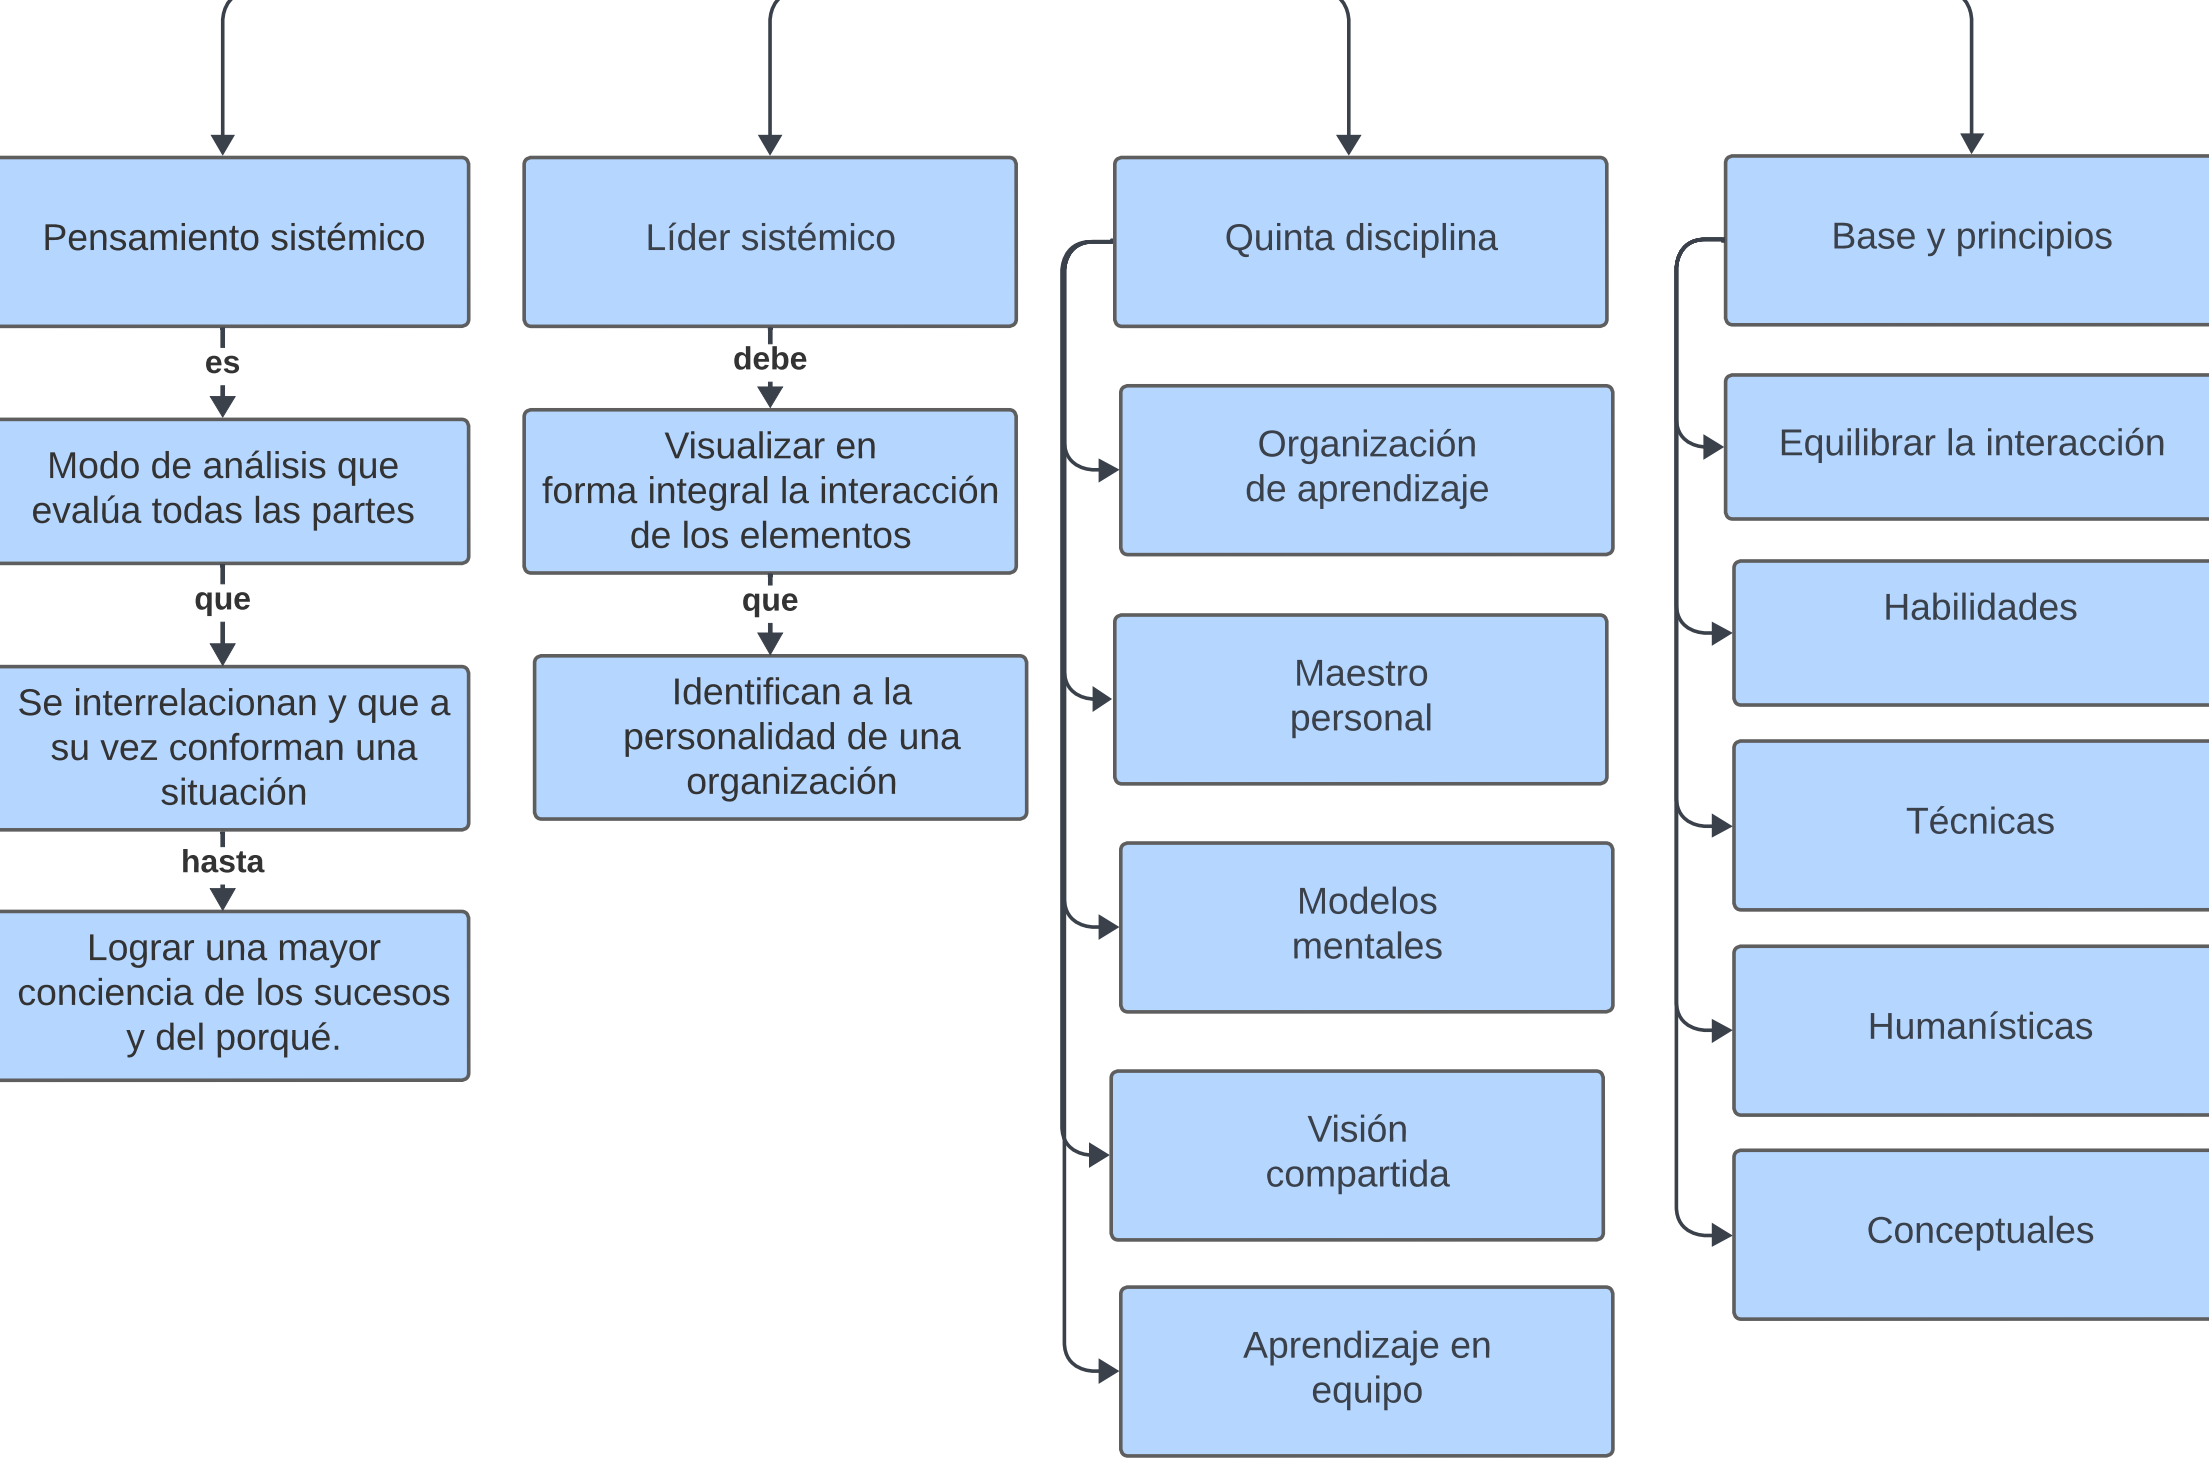 Pensamiento sistémico
es
Modo de análisis que
evalúa todas las partes
que
Se interrelacionan y que a
su vez conforman una
situación
hasta
Lograr una mayor
conciencia de los sucesos
y del porqué.
Líder sistémico
debe
Visualizar en
forma integral la interacción
de los elementos
que
Identifican a la
personalidad de una
organización
Quinta disciplina
Organización
de aprendizaje
Maestro
personal
Modelos
mentales
Visión
compartida
Aprendizaje en
equipo
Base y principios
Equilibrar la interacción
Habilidades
Técnicas
Humanísticas
Conceptuales